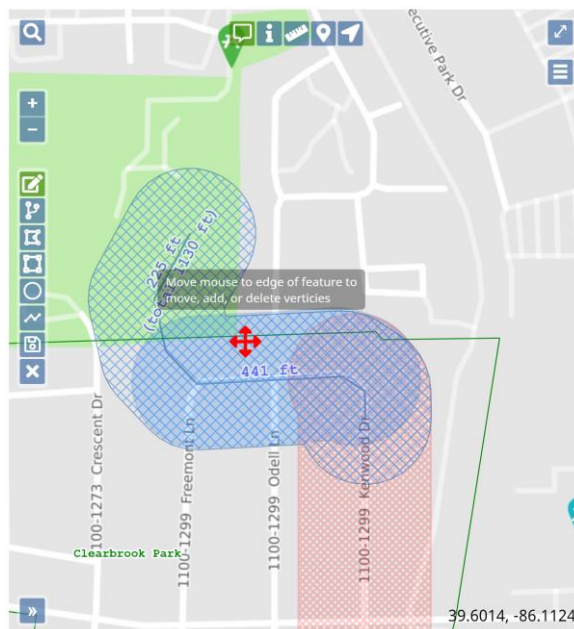 ecutive Park Dr
225 ft
(total 1130 ft)
Move mouse to edge of feature to
move, add, or delete verticies
441 ft
100-1273 Crescent Dr
1100-1299 Freemont Ln
1100-1299 Odell Ln
1100-1299 Kenwood Dr
Clearbrook Park
39.6014, -86.1124